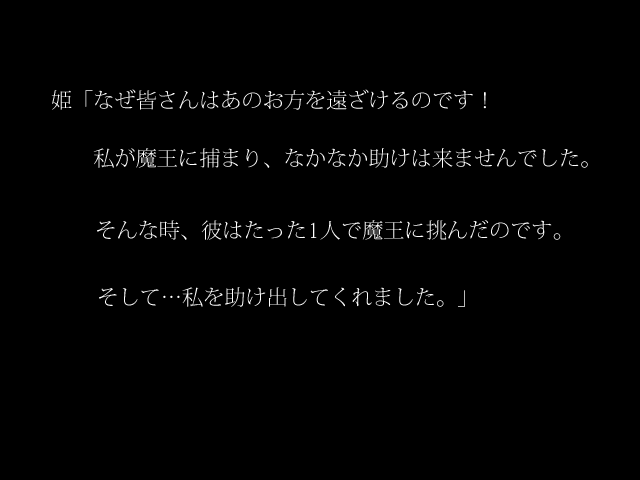 姫「なぜ皆さんはあのお方を遠ざけるのです！
私が魔王に捕まり、なかなか助けは来ませんでした。
そんな時、彼はたった1人で魔王に挑んだのです。
そして…私を助け出してくれました。」